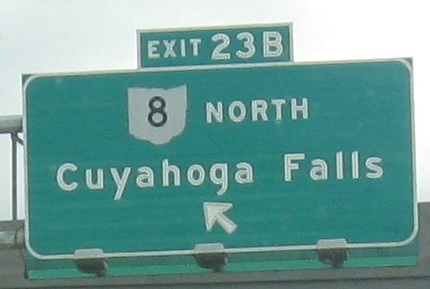 EXIT 23B
8 NORTH
Cuyahoga Falls